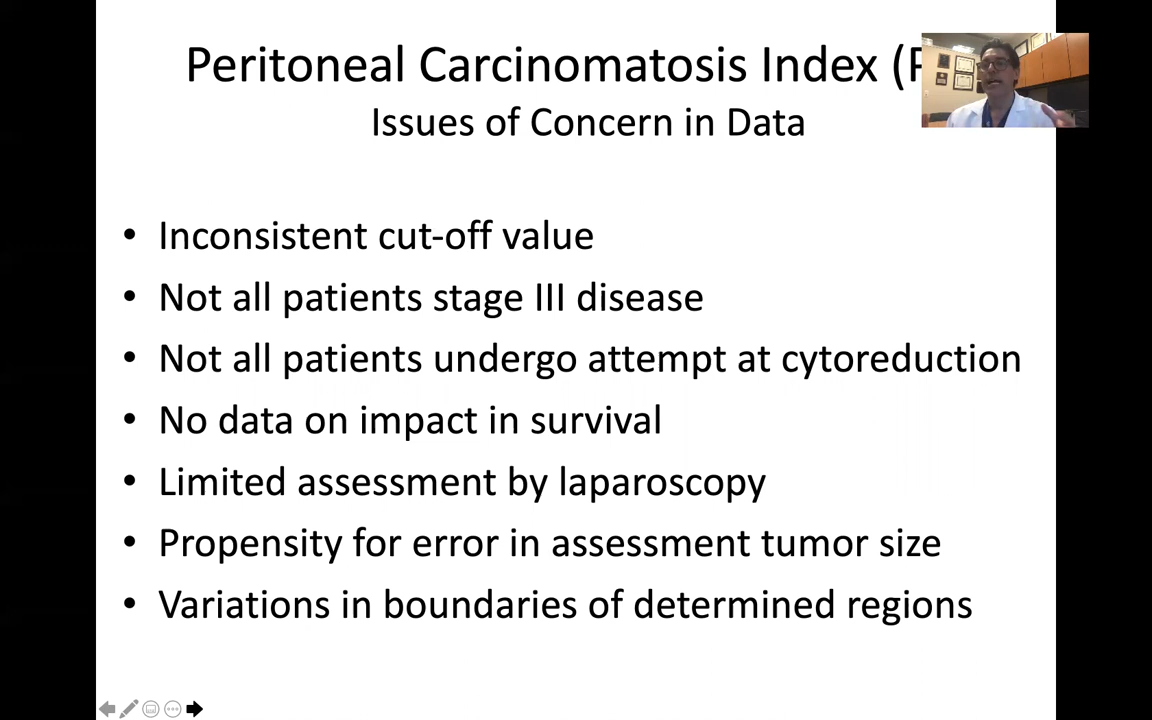 Peritoneal Carcinomatosis Index (
Issues of Concern in Data
• Inconsistent cut-off value
• Not all patients stage III disease
• Not all patients undergo attempt at cytoreduction
• No data on impact in survival
• Limited assessment by laparoscopy
• Propensity for error in assessment tumor size
• Variations in boundaries of determined regions